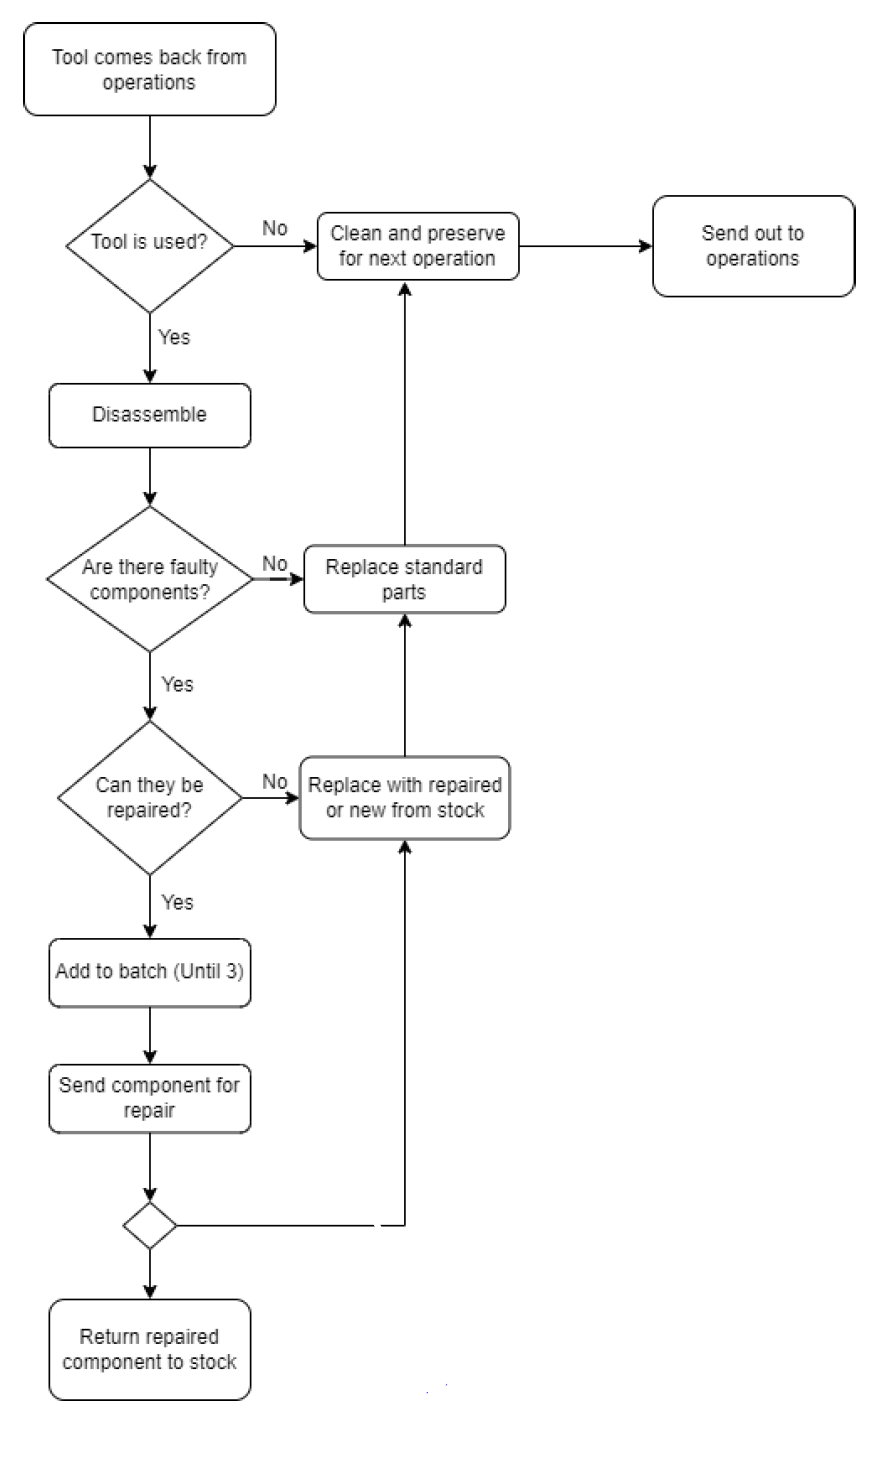 Tool comes back from
operations
Tool is used?
No
Clean and preserve
for next operation
Send out to
operations
Yes
Disassemble
Are there faulty
components?
No
Replace standard
parts
Yes
Can they be
repaired?
No
Replace with repaired
or new from stock
Yes
Add to batch (Until 3)
Send component for
repair
Return repaired
component to stock